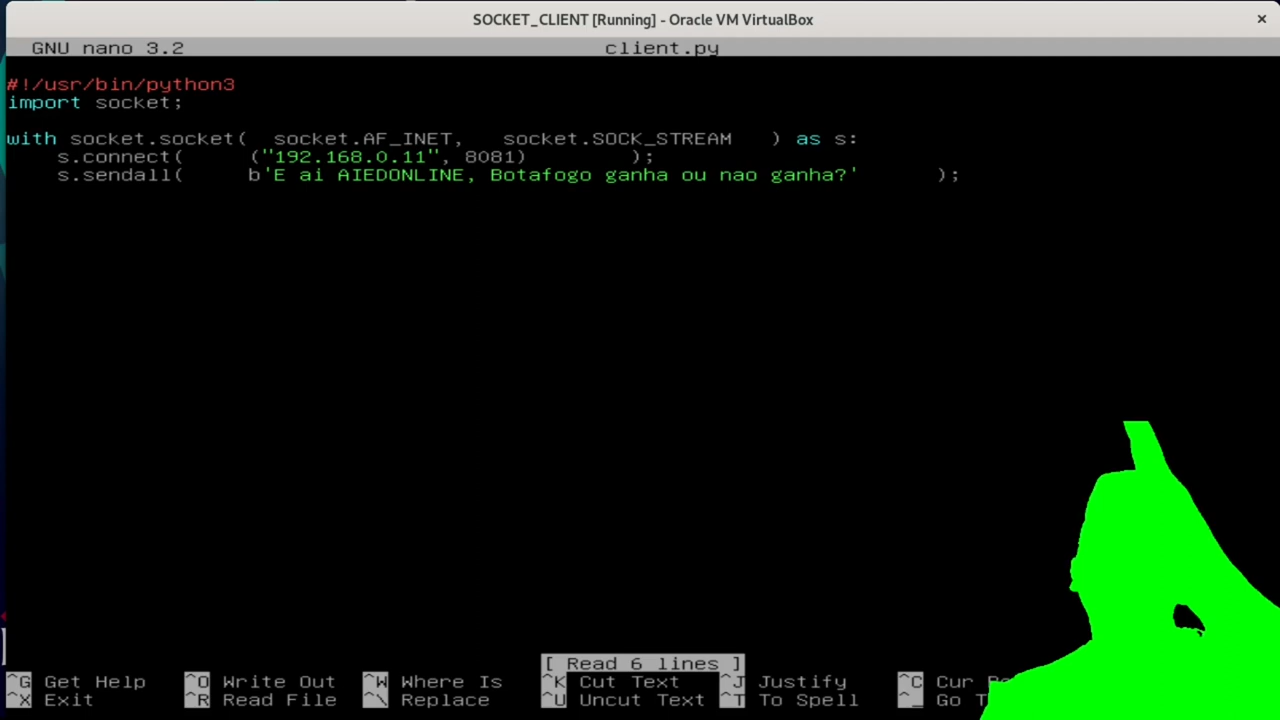 SOCKET_CLIENT [Running] - Oracle VM VirtualBox ×
GNU nano 3.2 client.py
#!/usr/bin/python3
import socket;
with socket.socket( socket.AF_INET, socket.SOCK_STREAM ) as s:
s.connect( ("192.168.0.11", 8081) );
s.sendall( b'E ai AIEDONLINE, Botafogo ganha ou nao ganha?' );
[ Read 6 lines ]
^G Get Help ^O Write Out ^W Where Is ^K Cut Text ^J Justify ^C Cur
^X Exit ^R Read File ^\ Replace ^U Uncut Text ^T To Spell ^_ Go